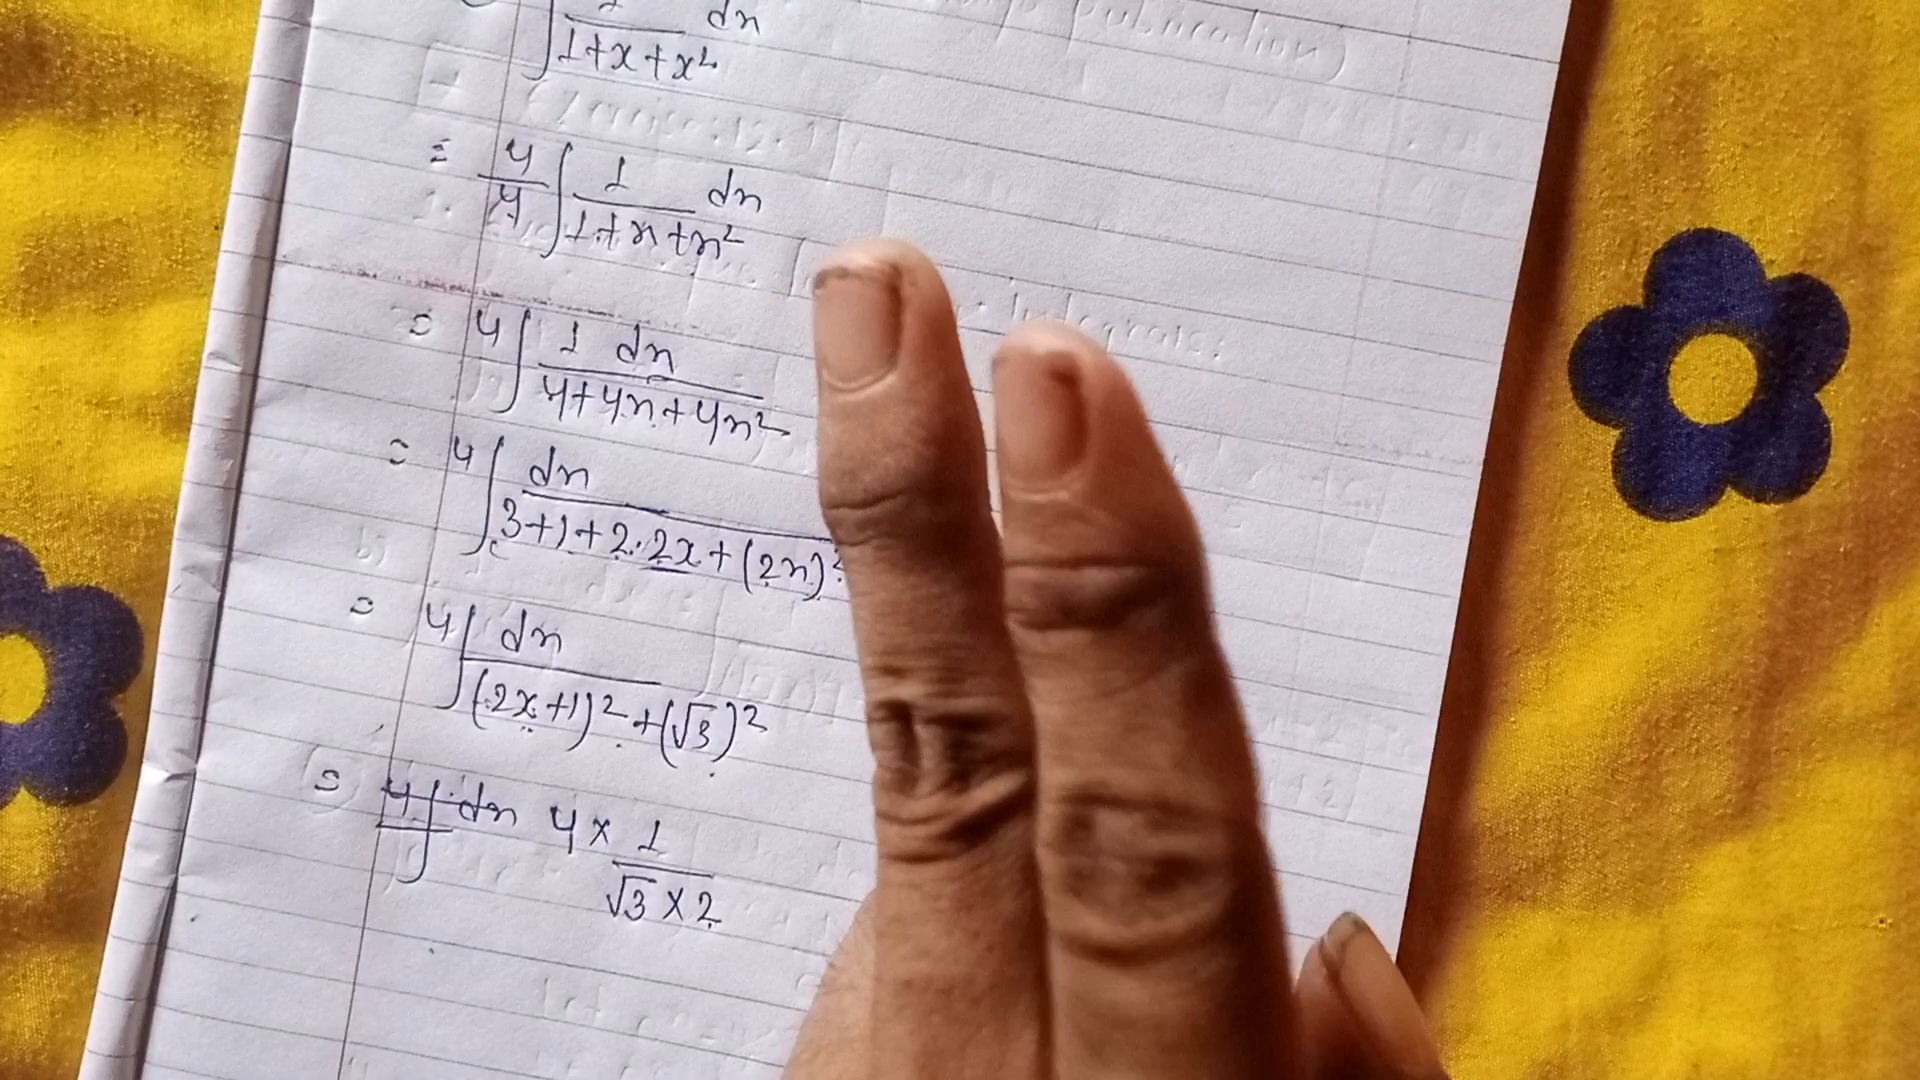 ∫ 1/(1+x+x²) dx
= 4/4 ∫ 1/(1+x+x²) dx
= 4 ∫ 1 dx/(4+4x+4x²)
= 4 ∫ dx/(3+1+2·2x+(2x)²)
= 4 ∫ dx/((2x+1)²+(√3)²)
= 4 ∫ dx 4 × 1/(√3×2)